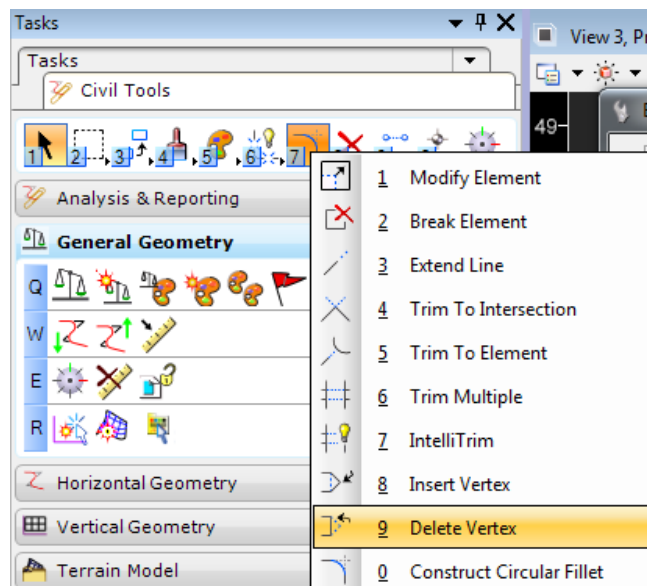 Tasks
View 3, Pr
Tasks
Civil Tools
49
1 2 3 4 5 6 7
1 Modify Element
Analysis & Reporting
2 Break Element
General Geometry
3 Extend Line
Q
4 Trim To Intersection
W
5 Trim To Element
E
6 Trim Multiple
R
7 IntelliTrim
Horizontal Geometry
8 Insert Vertex
Vertical Geometry
9 Delete Vertex
Terrain Model
0 Construct Circular Fillet